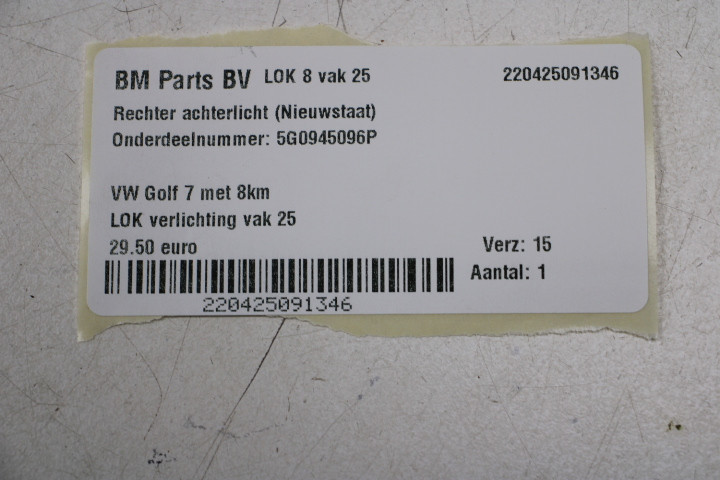 BM Parts BV LOK 8 vak 25 220425091346
Rechter achterlicht (Nieuwstaat)
Onderdeelnummer: 5G0945096P
VW Golf 7 met 8km
LOK verlichting vak 25
29.50 euro Verz: 15
Aantal: 1
220425091346